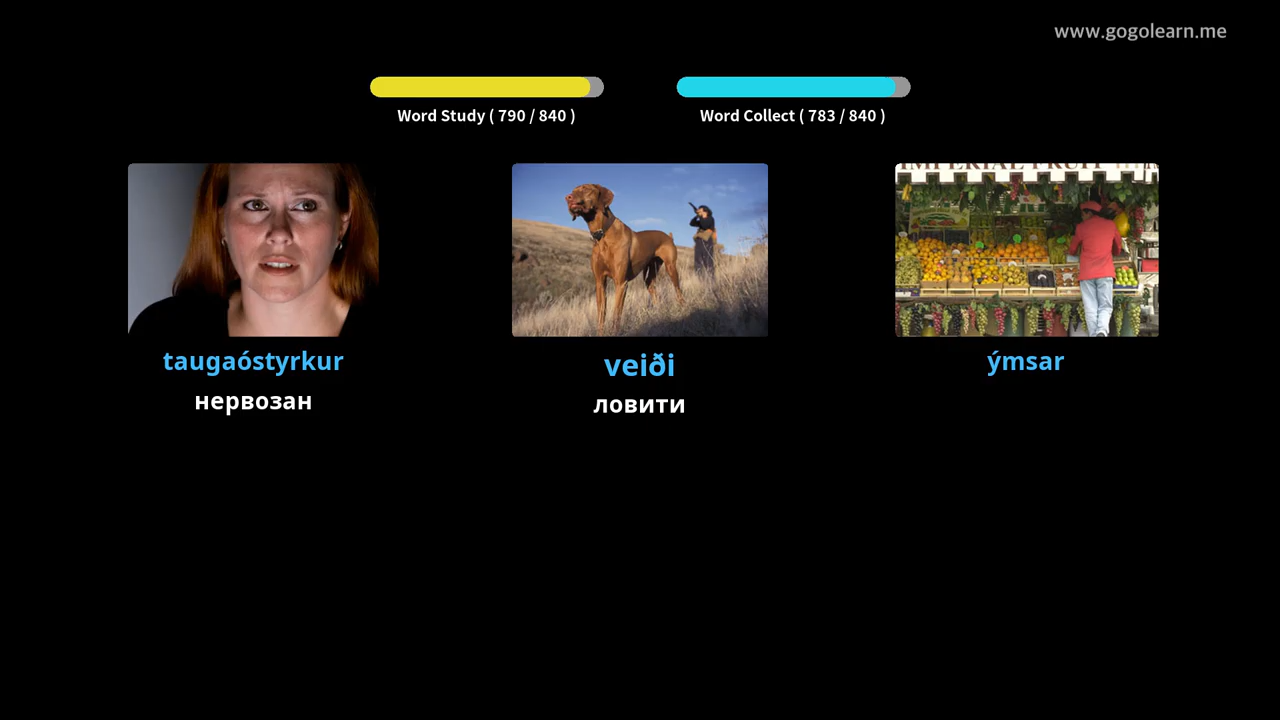 www.gogolearn.me
Word Study ( 790 / 840 )
Word Collect ( 783 / 840 )
taugaóstyrkur
нервозан
veiði
ловити
ýmsar